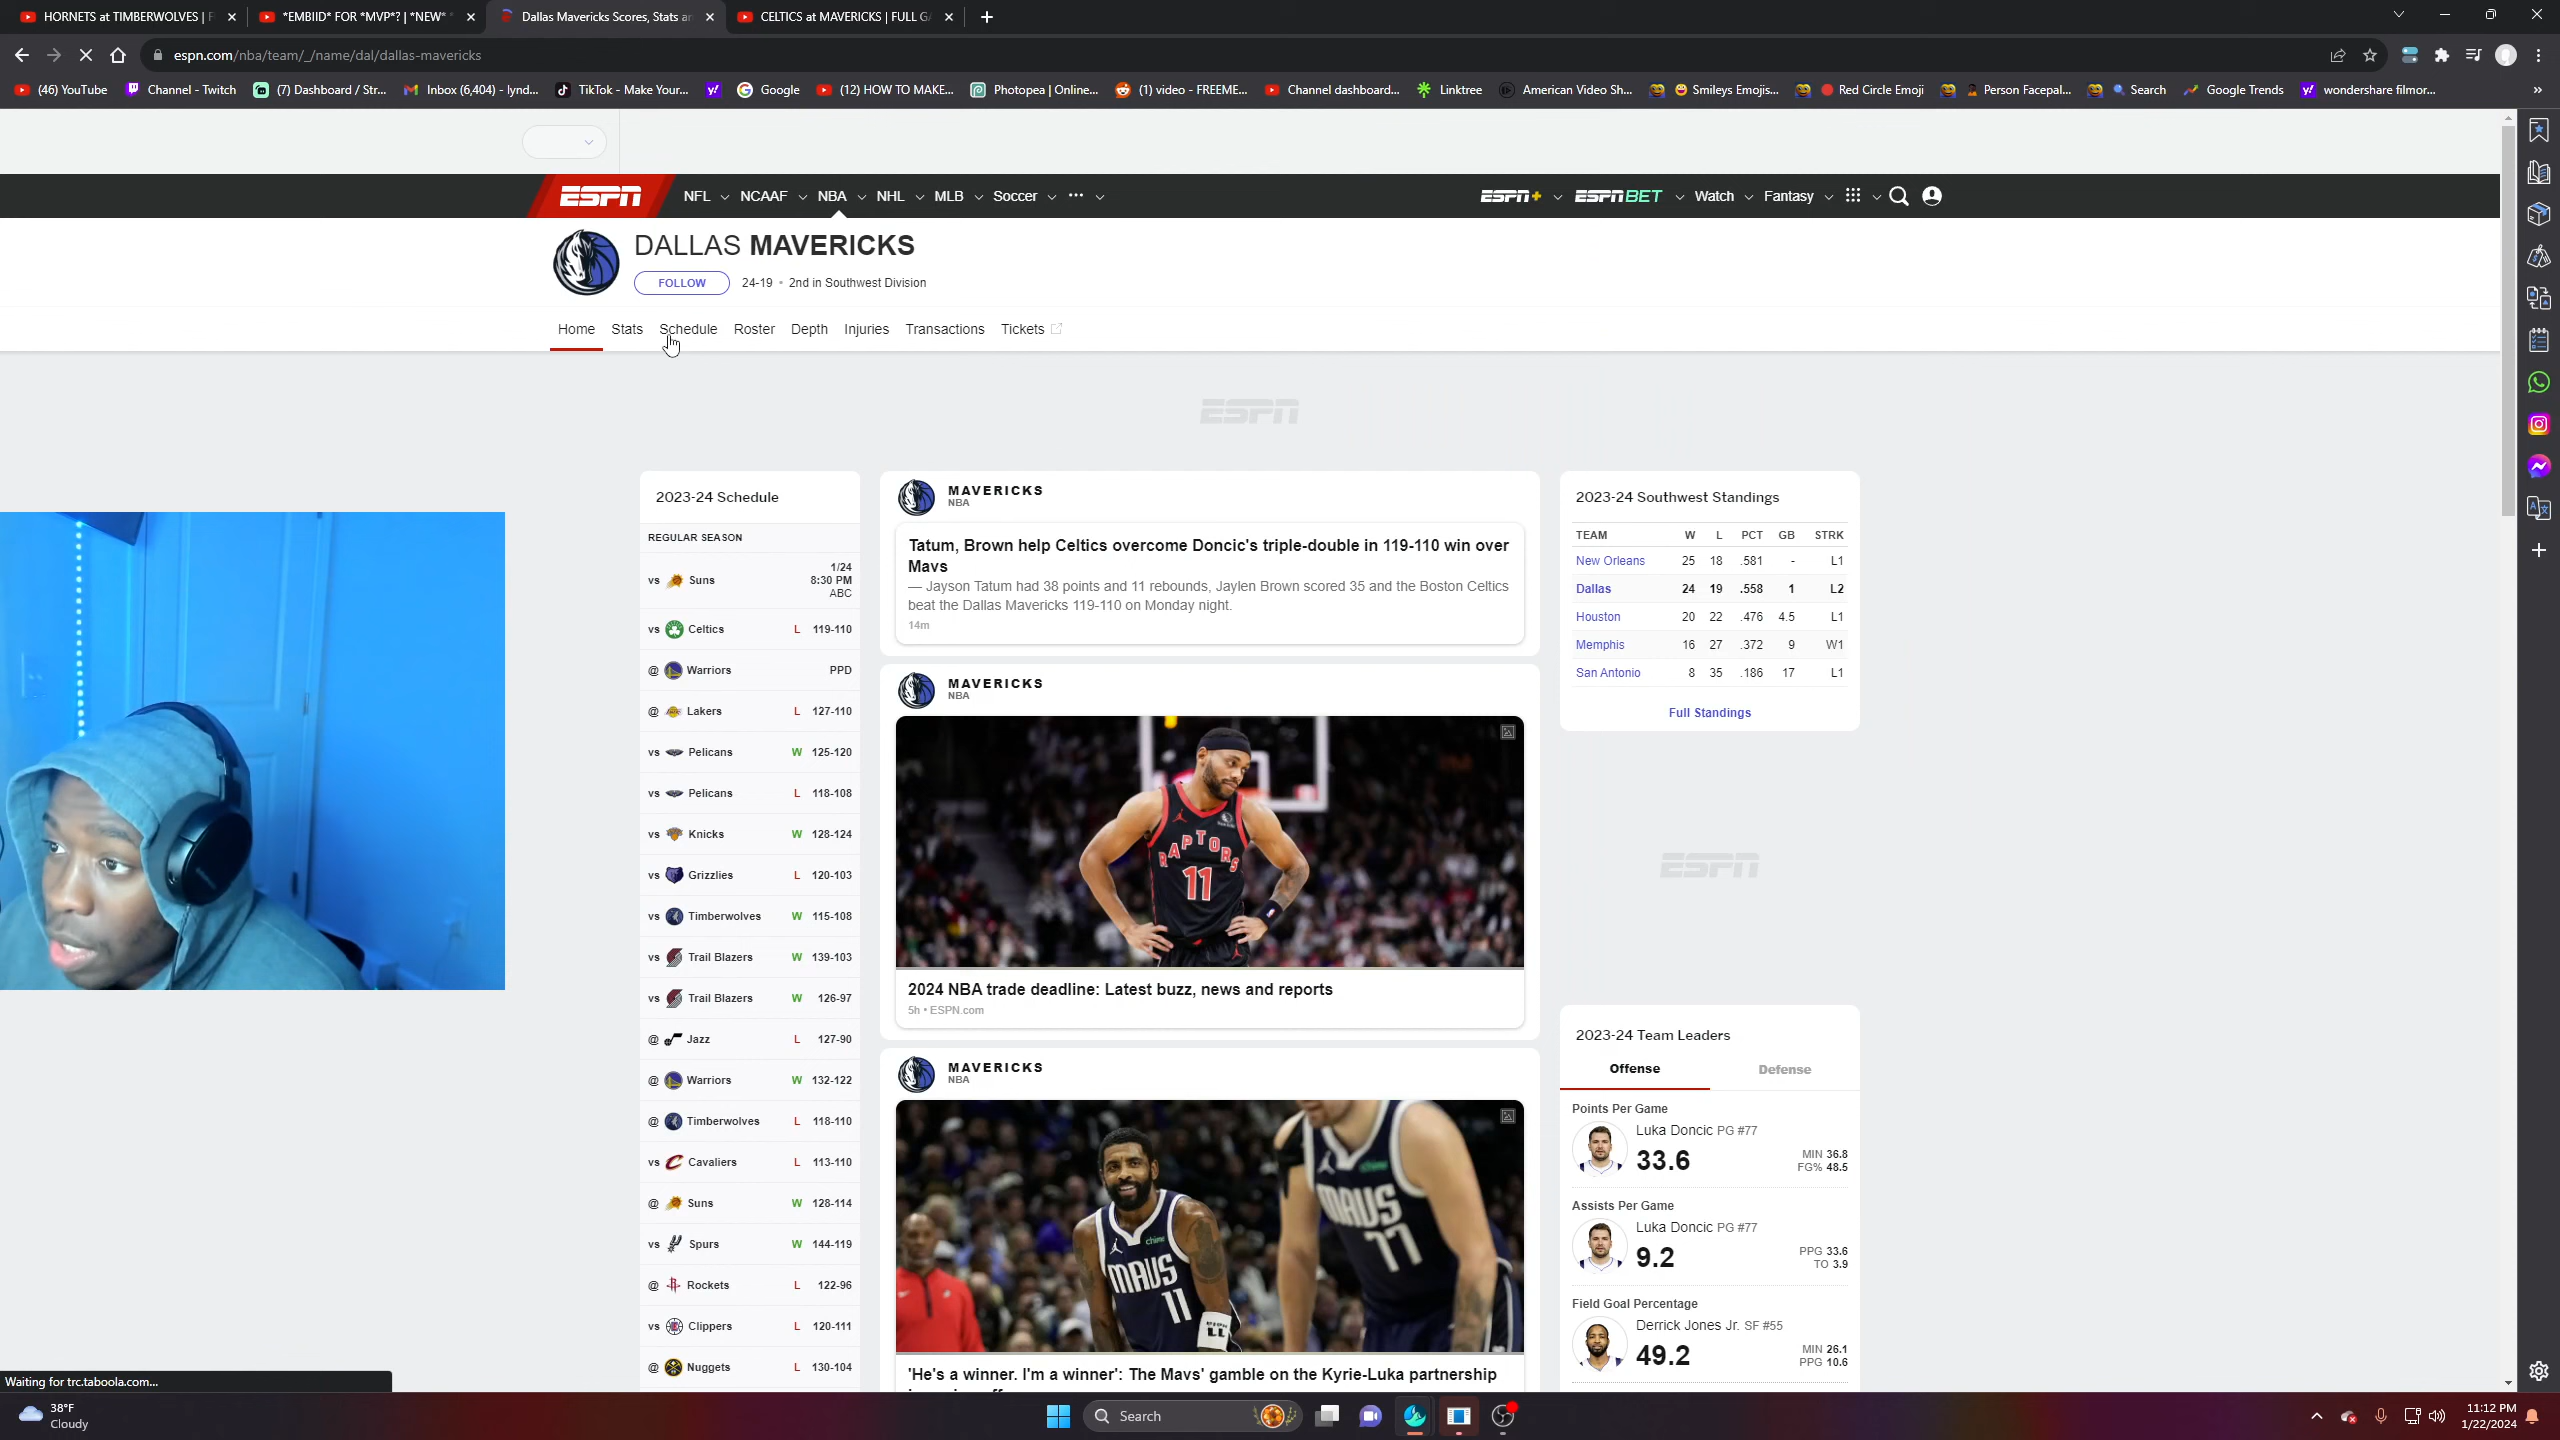 HORNETS at TIMBERWOLVES | F
*EMBIID* FOR *MVP*? | *NEW* *
Dallas Mavericks Scores, Stats an
CELTICS at MAVERICKS | FULL GA
espn.com/nba/team/_/name/dal/dallas-mavericks
(46) YouTube
Channel - Twitch
(7) Dashboard / Str...
Inbox (6,404) - lynd...
TikTok - Make Your...
Google
(12) HOW TO MAKE...
Photopea | Online...
(1) video - FREEME...
Channel dashboard...
Linktree
American Video Sh...
Smileys Emojis...
Red Circle Emoji
Person Facepal...
Search
Google Trends
wondershare filmor...
ESPN
NFL
NCAAF
NBA
NHL
MLB
Soccer
ESPN+
ESPN BET
Watch
Fantasy
DALLAS MAVERICKS
FOLLOW
24-19 • 2nd in Southwest Division
Home
Stats
Schedule
Roster
Depth
Injuries
Transactions
Tickets
ESPN
2023-24 Schedule
REGULAR SEASON
vs Suns 1/24
8:30 PM
ABC
vs Celtics L 119-110
@ Warriors PPD
@ Lakers L 127-110
vs Pelicans W 125-120
vs Pelicans L 118-108
vs Knicks W 128-124
vs Grizzlies L 120-103
vs Timberwolves W 115-108
vs Trail Blazers W 139-103
vs Trail Blazers W 126-97
@ Jazz L 127-90
@ Warriors W 132-122
@ Timberwolves L 118-110
vs Cavaliers L 113-110
@ Suns W 128-114
vs Spurs W 144-119
@ Rockets L 122-96
vs Clippers L 120-111
@ Nuggets L 130-104
MAVERICKS
NBA
Tatum, Brown help Celtics overcome Doncic's triple-double in 119-110 win over
Mavs
— Jayson Tatum had 38 points and 11 rebounds, Jaylen Brown scored 35 and the Boston Celtics
beat the Dallas Mavericks 119-110 on Monday night.
14m
MAVERICKS
NBA
RAPTORS
11
2024 NBA trade deadline: Latest buzz, news and reports
5h • ESPN.com
MAVERICKS
NBA
chime
MAVS
11
MAVS
77
'He's a winner. I'm a winner': The Mavs' gamble on the Kyrie-Luka partnership
2023-24 Southwest Standings
TEAM W L PCT GB STRK
New Orleans 25 18 .581 - L1
Dallas 24 19 .558 1 L2
Houston 20 22 .476 4.5 L1
Memphis 16 27 .372 9 W1
San Antonio 8 35 .186 17 L1
Full Standings
ESPN
2023-24 Team Leaders
Offense
Defense
Points Per Game
Luka Doncic PG #77
33.6
MIN 36.8
FG% 48.5
Assists Per Game
Luka Doncic PG #77
9.2
PPG 33.6
TO 3.9
Field Goal Percentage
Derrick Jones Jr. SF #55
49.2
MIN 26.1
PPG 10.6
Waiting for trc.taboola.com...
38°F
Cloudy
Search
11:12 PM
1/22/2024